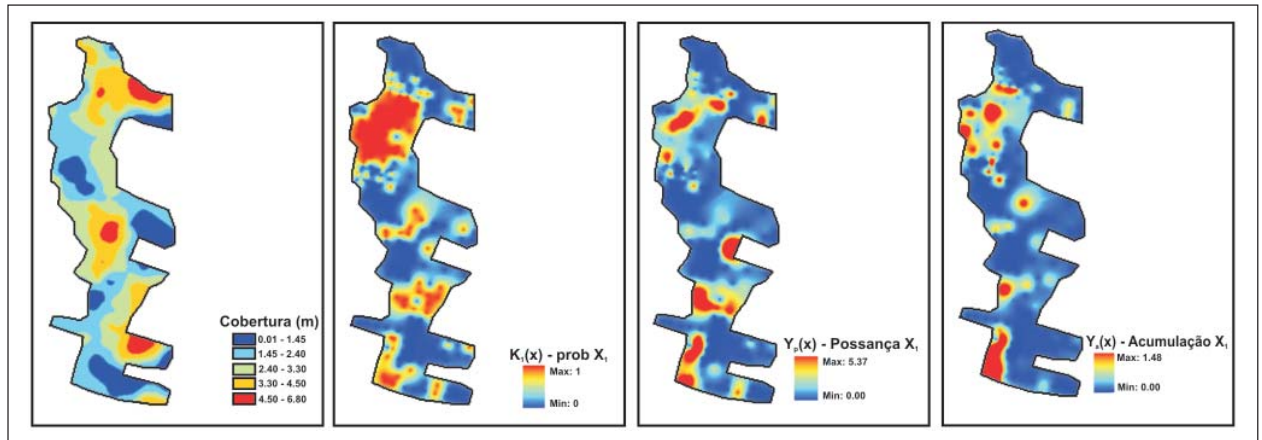 Cobertura (m)
0.01 - 1.45
1.45 - 2.40
2.40 - 3.30
3.30 - 4.50
4.50 - 6.80
K₁(x) - prob X₁
Max: 1
Min: 0
Yₚ(x) - Possança X₁
Max: 5.37
Min: 0.00
Yₐ(x) - Acumulação X₁
Max: 1.48
Min: 0.00